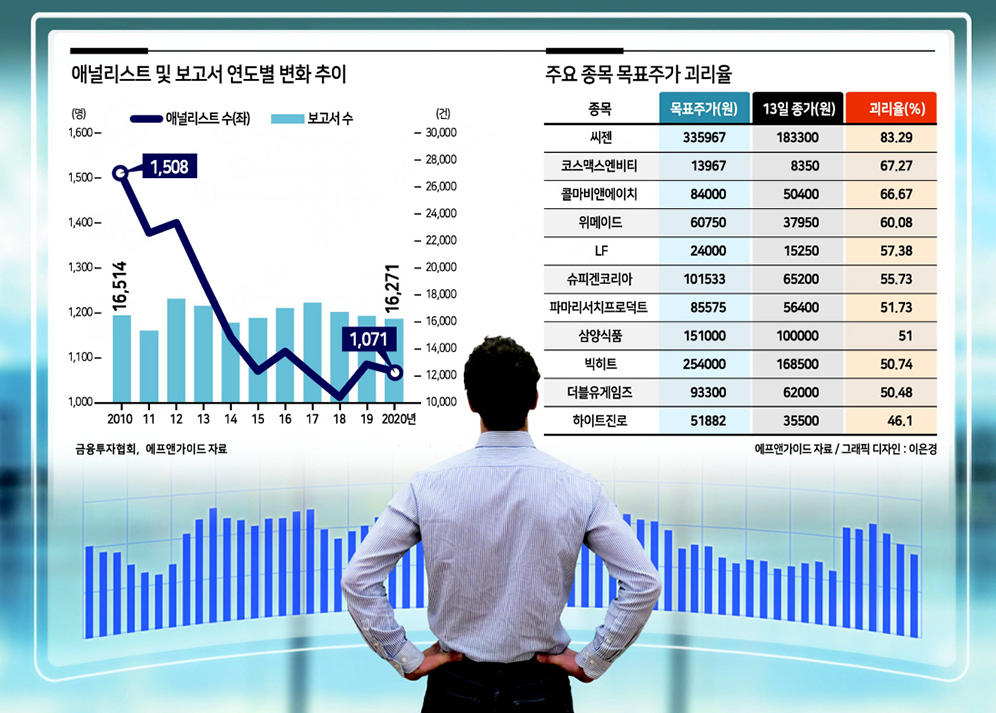 애널리스트 및 보고서 연도별 변화 추이
(명)
애널리스트 수(좌)
보고서 수
(건)
1,600
1,500
1,400
1,300
1,200
1,100
1,000
30,000
28,000
26,000
24,000
22,000
20,000
18,000
16,000
14,000
12,000
10,000
1,508
16,514
16,271
1,071
2010 11 12 13 14 15 16 17 18 19 2020년
금융투자협회, 에프앤가이드 자료
주요 종목 목표주가 괴리율
종목 목표주가(원) 13일 종가(원) 괴리율(%)
씨젠 335967 183300 83.29
코스맥스엔비티 13967 8350 67.27
콜마비앤에이치 84000 50400 66.67
위메이드 60750 37950 60.08
LF 24000 15250 57.38
슈피겐코리아 101533 65200 55.73
파마리서치프로덕트 85575 56400 51.73
삼양식품 151000 100000 51
빅히트 254000 168500 50.74
더블유게임즈 93300 62000 50.48
하이트진로 51882 35500 46.1
에프앤가이드 자료 / 그래픽 디자인 : 이은경